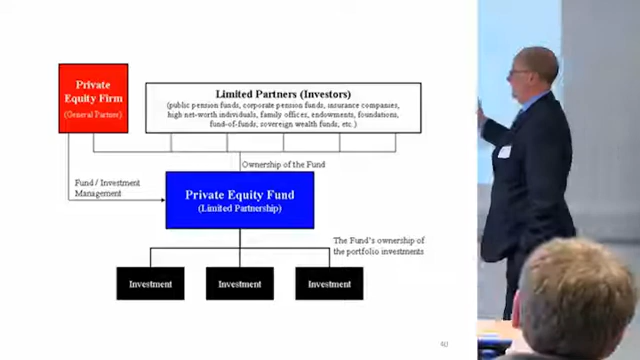 Private
Equity Firm
(General Partner)
Limited Partners (Investors)
(public pension funds, corporate pension funds, insurance companies,
high net-worth individuals, family offices, endowments, foundations,
fund-of-funds, sovereign wealth funds, etc.)
Ownership of the Fund
Fund / Investment
Management
Private Equity Fund
(Limited Partnership)
The Fund's ownership of
the portfolio investments
Investment
Investment
Investment